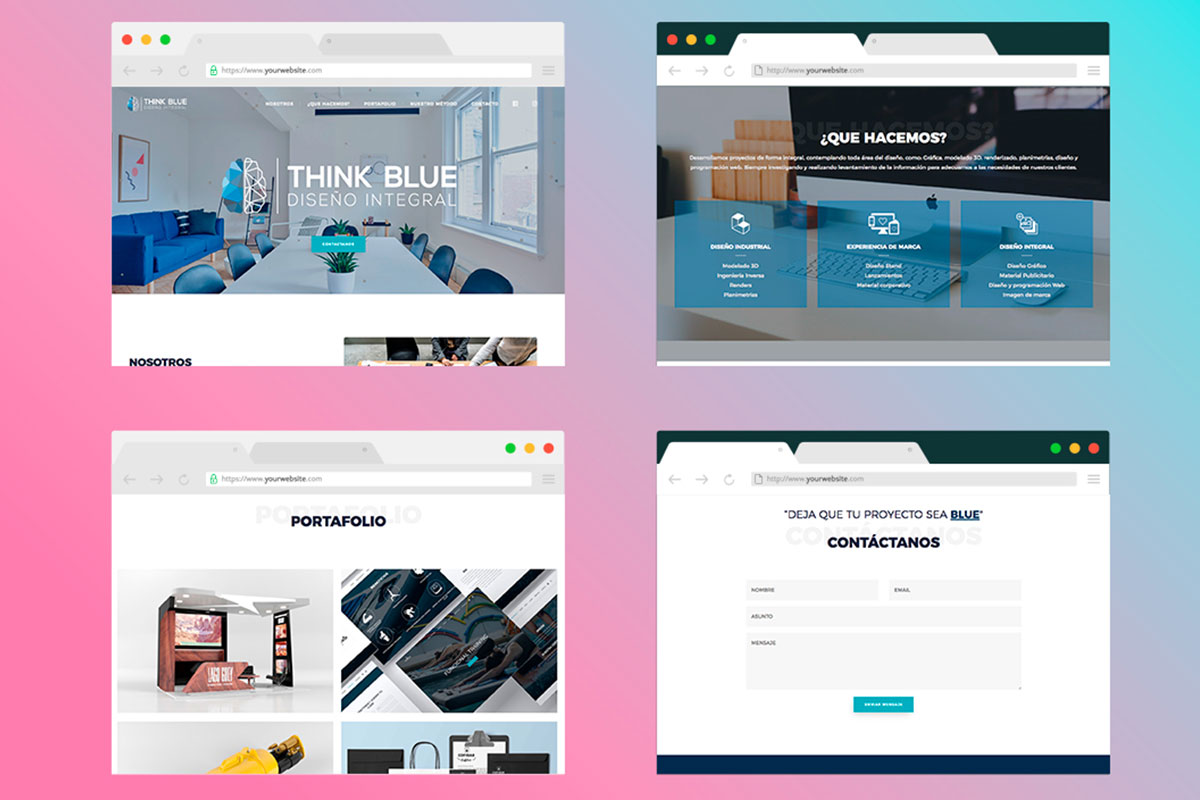 https://www.yourwebsite.com
THINK BLUE
DISEÑO INTEGRAL
NOSOTROS
¿QUE HACEMOS?
PORTAFOLIO
NUESTRO MÉTODO
CONTACTO
THINK BLUE
DISEÑO INTEGRAL
CONTACTANOS
NOSOTROS
http://www.yourwebsite.com
¿QUE HACEMOS?
¿QUE HACEMOS?
Desarrollamos proyectos de forma integral, contemplando toda área del diseño, como: Gráfica, modelado 3D, renderizado, planimetrías, diseño y
programación web. Siempre investigando y realizando levantamiento de la información para adecuarnos a las necesidades de nuestros clientes.
DISEÑO INDUSTRIAL
Modelado 3D
Ingeniería Inversa
Renders
Planimetrías
EXPERIENCIA DE MARCA
Diseño Stand
Lanzamientos
Material corporativo
DISEÑO INTEGRAL
Diseño Gráfico
Material Publicitario
Diseño y programación Web
Imagen de marca
https://www.yourwebsite.com
PORTAFOLIO
PORTAFOLIO
LAGO GREY
FUNCIONAL TRAINING
http://www.yourwebsite.com
"DEJA QUE TU PROYECTO SEA BLUE"
CONTÁCTANOS
CONTÁCTANOS
NOMBRE
EMAIL
ASUNTO
MENSAJE
ENVIAR MENSAJE